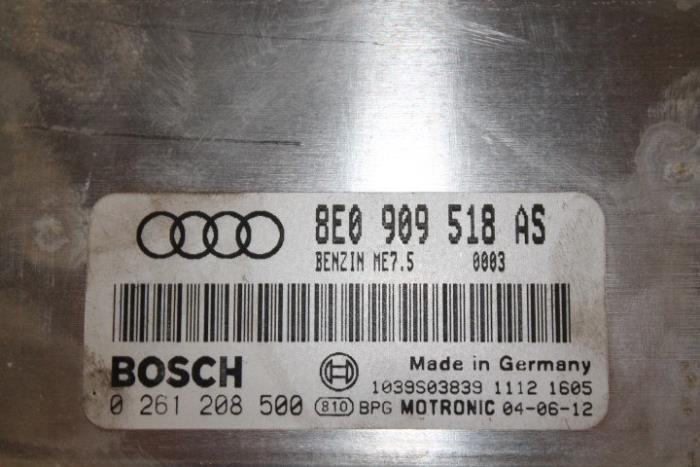 8E0 909 518 AS
BENZIN ME7.5 0003
BOSCH
Made in Germany
1039S03839 1112 1605
0 261 208 500 810 BPG MOTRONIC 04-06-12